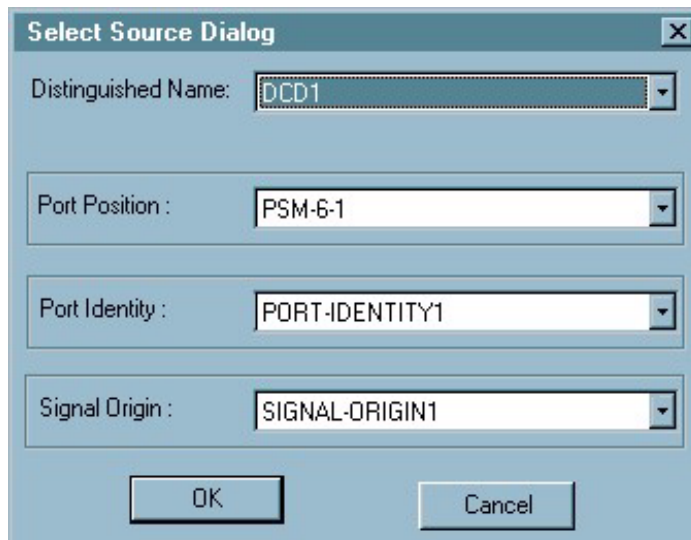 Select Source Dialog
Distinguished Name: DCD1
Port Position : PSM-6-1
Port Identity : PORT-IDENTITY1
Signal Origin : SIGNAL-ORIGIN1
OK Cancel